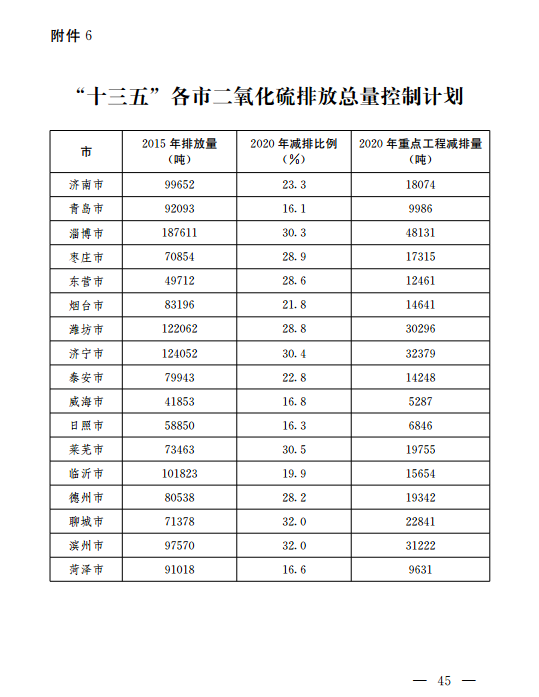 附件 6
“十三五”各市二氧化硫排放总量控制计划
市 2015 年排放量（吨） 2020 年减排比例（%） 2020 年重点工程减排量（吨）
济南市 99652 23.3 18074
青岛市 92093 16.1 9986
淄博市 187611 30.3 48131
枣庄市 70854 28.9 17315
东营市 49712 28.6 12461
烟台市 83196 21.8 14641
潍坊市 122062 28.8 30296
济宁市 124052 30.4 32379
泰安市 79943 22.8 14248
威海市 41853 16.8 5287
日照市 58850 16.3 6846
莱芜市 73463 30.5 19755
临沂市 101823 19.9 15654
德州市 80538 28.2 19342
聊城市 71378 32.0 22841
滨州市 97570 32.0 31222
菏泽市 91018 16.6 9631
— 45 —